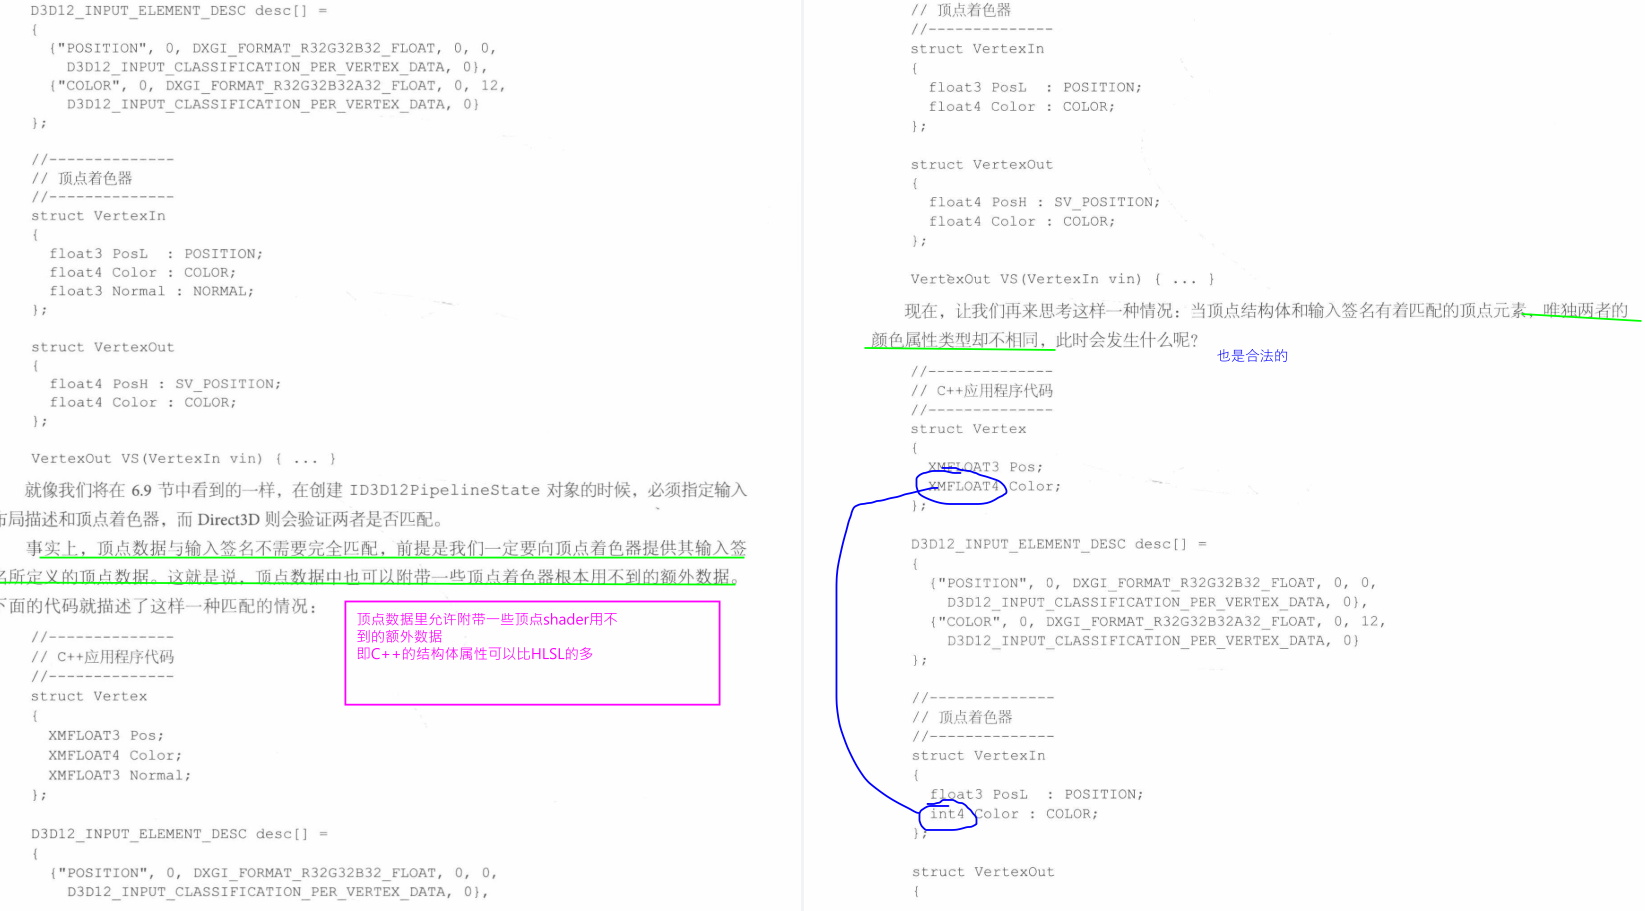 D3D12_INPUT_ELEMENT_DESC desc[] =
{
{"POSITION", 0, DXGI_FORMAT_R32G32B32_FLOAT, 0, 0,
D3D12_INPUT_CLASSIFICATION_PER_VERTEX_DATA, 0},
{"COLOR", 0, DXGI_FORMAT_R32G32B32A32_FLOAT, 0, 12,
D3D12_INPUT_CLASSIFICATION_PER_VERTEX_DATA, 0}
};
//--------------
// 顶点着色器
//--------------
struct VertexIn
{
float3 PosL : POSITION;
float4 Color : COLOR;
float3 Normal : NORMAL;
};
struct VertexOut
{
float4 PosH : SV_POSITION;
float4 Color : COLOR;
};
VertexOut VS(VertexIn vin) { ... }
就像我们将在 6.9 节中看到的一样，在创建 ID3D12PipelineState 对象的时候，必须指定输入
布局描述和顶点着色器，而 Direct3D 则会验证两者是否匹配。
事实上，顶点数据与输入签名不需要完全匹配，前提是我们一定要向顶点着色器提供其输入签
名所定义的顶点数据。这就是说，顶点数据中也可以附带一些顶点着色器根本用不到的额外数据。
下面的代码就描述了这样一种匹配的情况：
顶点数据里允许附带一些顶点shader用不
到的额外数据
即C++的结构体属性可以比HLSL的多
//--------------
// C++应用程序代码
//--------------
struct Vertex
{
XMFLOAT3 Pos;
XMFLOAT4 Color;
XMFLOAT3 Normal;
};
D3D12_INPUT_ELEMENT_DESC desc[] =
{
{"POSITION", 0, DXGI_FORMAT_R32G32B32_FLOAT, 0, 0,
D3D12_INPUT_CLASSIFICATION_PER_VERTEX_DATA, 0},
// 顶点着色器
//--------------
struct VertexIn
{
float3 PosL : POSITION;
float4 Color : COLOR;
};
struct VertexOut
{
float4 PosH : SV_POSITION;
float4 Color : COLOR;
};
VertexOut VS(VertexIn vin) { ... }
现在，让我们再来思考这样一种情况：当顶点结构体和输入签名有着匹配的顶点元素，唯独两者的
颜色属性类型却不相同，此时会发生什么呢？
也是合法的
//--------------
// C++应用程序代码
//--------------
struct Vertex
{
XMFLOAT3 Pos;
XMFLOAT4 Color;
};
D3D12_INPUT_ELEMENT_DESC desc[] =
{
{"POSITION", 0, DXGI_FORMAT_R32G32B32_FLOAT, 0, 0,
D3D12_INPUT_CLASSIFICATION_PER_VERTEX_DATA, 0},
{"COLOR", 0, DXGI_FORMAT_R32G32B32A32_FLOAT, 0, 12,
D3D12_INPUT_CLASSIFICATION_PER_VERTEX_DATA, 0}
};
//--------------
// 顶点着色器
//--------------
struct VertexIn
{
float3 PosL : POSITION;
int4 Color : COLOR;
};
struct VertexOut
{